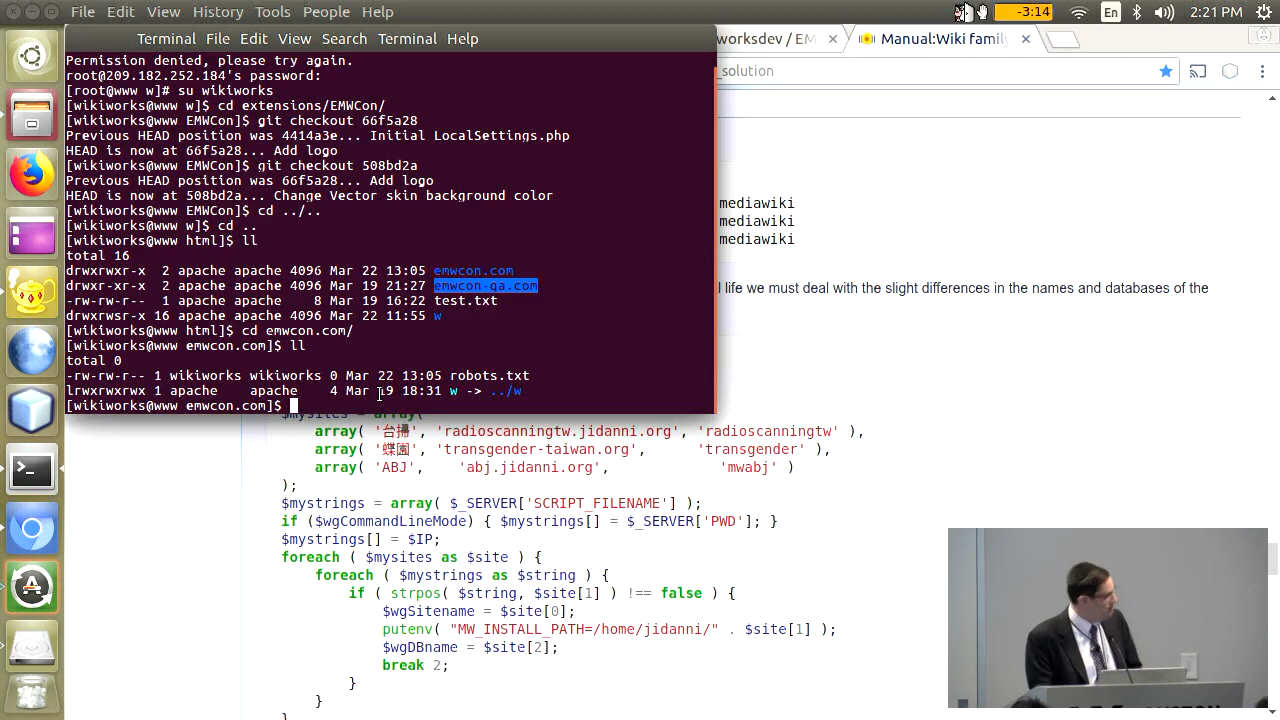 File Edit View History Tools People Help
-3:14 En 2:21 PM
Terminal File Edit View Search Terminal Help
worksdev / EM
Manual:Wiki family
_solution
Permission denied, please try again.
root@209.182.252.184's password:
[root@www w]# su wikiworks
[wikiworks@www w]$ cd extensions/EMWCon/
[wikiworks@www EMWCon]$ git checkout 66f5a28
Previous HEAD position was 4414a3e... Initial LocalSettings.php
HEAD is now at 66f5a28... Add logo
[wikiworks@www EMWCon]$ git checkout 508bd2a
Previous HEAD position was 66f5a28... Add logo
HEAD is now at 508bd2a... Change Vector skin background color
[wikiworks@www EMWCon]$ cd ../..
[wikiworks@www w]$ cd ..
[wikiworks@www html]$ ll
total 16
drwxrwxr-x 2 apache apache 4096 Mar 22 13:05 emwcon.com
drwxrwxr-x 2 apache apache 4096 Mar 19 21:27 emwcon-qa.com
-rw-rw-r-- 1 apache apache 8 Mar 19 16:22 test.txt
drwxrwsr-x 16 apache apache 4096 Mar 22 11:55 w
[wikiworks@www html]$ cd emwcon.com/
[wikiworks@www emwcon.com]$ ll
total 0
-rw-rw-r-- 1 wikiworks wikiworks 0 Mar 22 13:05 robots.txt
lrwxrwxrwx 1 apache apache 4 Mar 19 18:31 w -> ../w
[wikiworks@www emwcon.com]$
mediawiki
mediawiki
mediawiki
l life we must deal with the slight differences in the names and databases of the
$mysites = array(
array( '台掃', 'radioscanningtw.jidanni.org', 'radioscanningtw' ),
array( '蝶園', 'transgender-taiwan.org', 'transgender' ),
array( 'ABJ', 'abj.jidanni.org', 'mwabj' )
);
$mystrings = array( $_SERVER['SCRIPT_FILENAME'] );
if ($wgCommandLineMode) { $mystrings[] = $_SERVER['PWD']; }
$mystrings[] = $IP;
foreach ( $mysites as $site ) {
foreach ( $mystrings as $string ) {
if ( strpos( $string, $site[1] ) !== false ) {
$wgSitename = $site[0];
putenv( "MW_INSTALL_PATH=/home/jidanni/" . $site[1] );
$wgDBname = $site[2];
break 2;
}
}
}